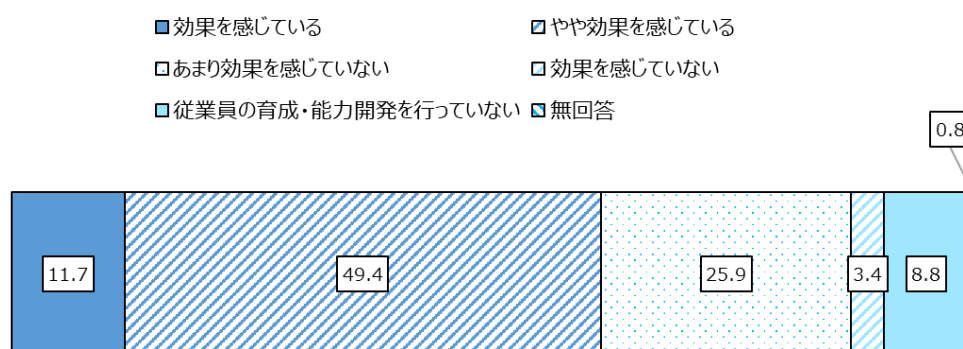 効果を感じている やや効果を感じている
あまり効果を感じていない 効果を感じていない
従業員の育成・能力開発を行っていない 無回答
0.8
11.7 49.4 25.9 3.4 8.8